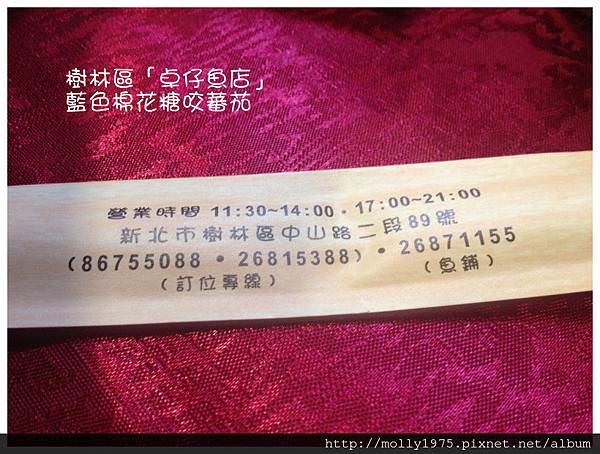 樹林區「卓仔魚店」
藍色棉花糖咬蕃茄
營業時間 11:30~14:00・17:00~21:00
新北市樹林區中山路二段89號
(86755088・26815388)・26871155
(訂位專線) (魚鋪)
http://molly1975.pixnet.net/album